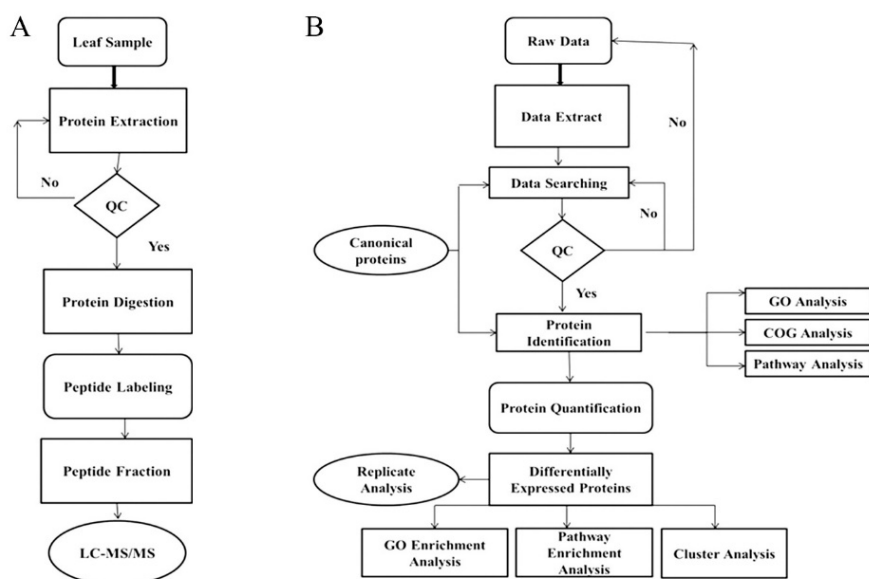 A
Leaf Sample
Protein Extraction
No
QC
Yes
Protein Digestion
Peptide Labeling
Peptide Fraction
LC-MS/MS
B
Raw Data
Data Extract
No
Data Searching
No
Canonical
proteins
QC
Yes
Protein
Identification
GO Analysis
COG Analysis
Pathway Analysis
Protein Quantification
Replicate
Analysis
Differentially
Expressed Proteins
GO Enrichment
Analysis
Pathway
Enrichment
Analysis
Cluster Analysis